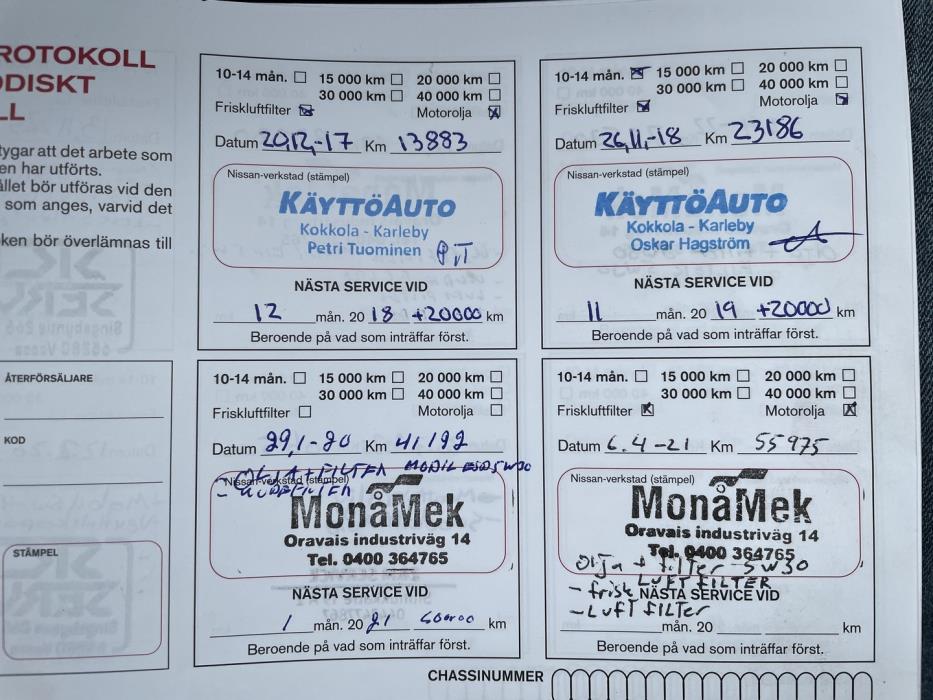 ROTOKOLL
ODISKT
LL
tygar att det arbete som
en har utförts.
ållet bör utföras vid den
som anges, varvid det
ken bör överlämnas till
ÅTERFÖRSÄLJARE
KOD
STÄMPEL
10-14 mån. 15 000 km 20 000 km
30 000 km 40 000 km
Friskluftfilter Motorolja
Datum 20,12,-17 Km 13883
Nissan-verkstad (stämpel)
KÄYTTÖAUTO
Kokkola - Karleby
Petri Tuominen PT
NÄSTA SERVICE VID
12 mån. 20 18 +20000 km
Beroende på vad som inträffar först.
10-14 mån. 15 000 km 20 000 km
30 000 km 40 000 km
Friskluftfilter Motorolja
Datum 26,11,-18 Km 23186
Nissan-verkstad (stämpel)
KÄYTTÖAUTO
Kokkola - Karleby
Oskar Hagström
NÄSTA SERVICE VID
11 mån. 20 19 +20000 km
Beroende på vad som inträffar först.
10-14 mån. 15 000 km 20 000 km
30 000 km 40 000 km
Friskluftfilter Motorolja
Datum 29,1-20 Km 41192
OLJA + FILTER MOBIL 5W30
Nissan-verkstad (stämpel)
MonåMek
Oravais industriväg 14
Tel. 0400 364765
NÄSTA SERVICE VID
1 mån. 20 21 60000 km
Beroende på vad som inträffar först.
10-14 mån. 15 000 km 20 000 km
30 000 km 40 000 km
Friskluftfilter Motorolja
Datum 6.4-21 Km 55975
Nissan-verkstad (stämpel)
MonåMek
Oravais industriväg 14
Tel. 0400 364765
Olja + filter 5W30
- frisk LUFT FILTER
NÄSTA SERVICE VID
- LUFT FILTER
mån. 20 km
Beroende på vad som inträffar först.
CHASSINUMMER